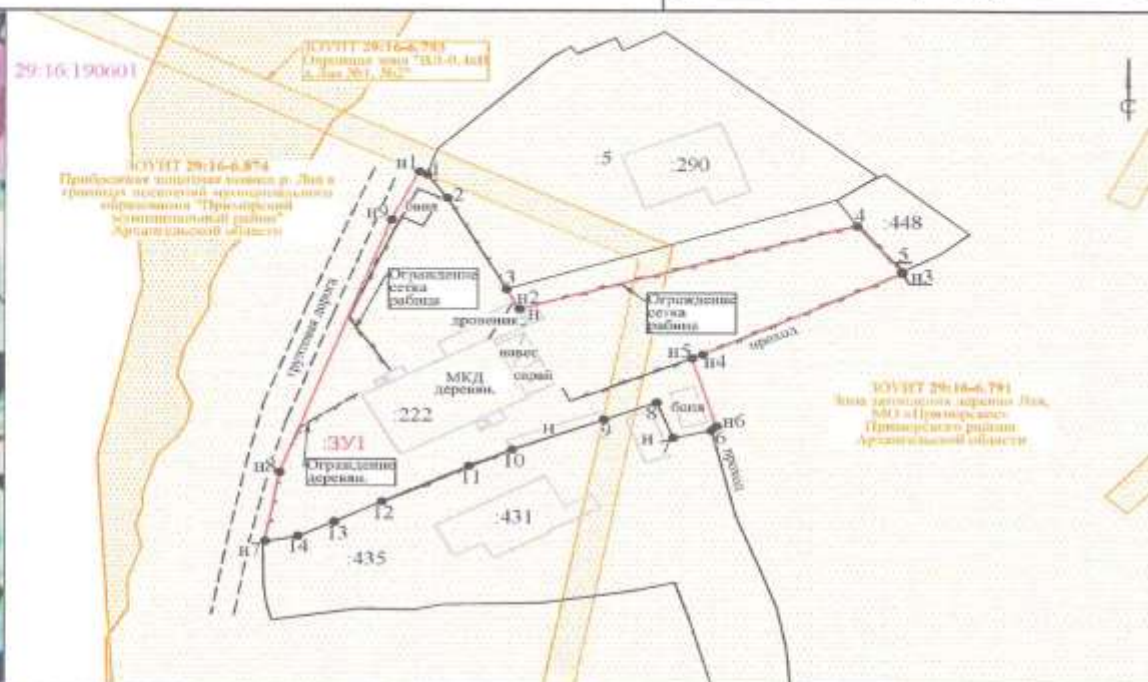 29:16:190601
ЗОУИТ 29:16-6.793
Охранная зона "ВЛ-0,4кВ
д.Лая №1, №2"
ЗОУИТ 29:16-6.874
Прибрежная защитная полоса р. Лая в
границах поселений муниципального
образования "Приморский
муниципальный район"
Архангельской области
С
:5
:290
:448
н1
1
2
баня
н9
3
4
5
н3
н2
н
Ограждение
сетка
рабица
Ограждение
сетка
рабица
грунтовая дорога
дровеник
навес
сарай
проход
н5
н4
МКД
деревян.
:222
8
баня
н6
6
проход
ЗОУИТ 29:16-6.791
Зона затопления деревни Лая,
МО «Приморское»
Приморского района
Архангельской области
:ЗУ1
н8
Ограждение
деревян.
н
9
н
10
11
12
13
14
н7
:431
:435